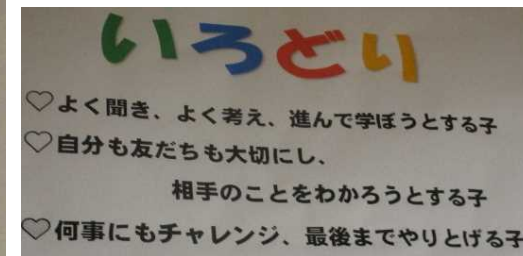 いろどり
♡よく聞き、よく考え、進んで学ぼうとする子
♡自分も友だちも大切にし、
相手のことをわかろうとする子
♡何事にもチャレンジ、最後までやりとげる子